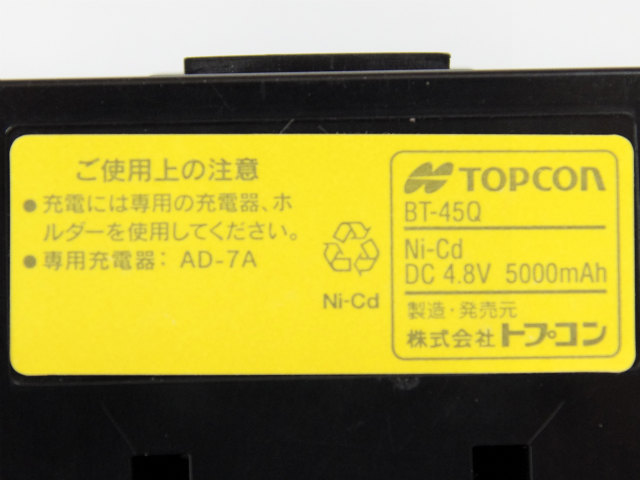 ご使用上の注意
● 充電には専用の充電器、ホ
ルダーを使用してください。
● 専用充電器： AD-7A
Ni-Cd
TOPCON
BT-45Q
Ni-Cd
DC 4.8V 5000mAh
製造・発売元
株式会社 トプコン